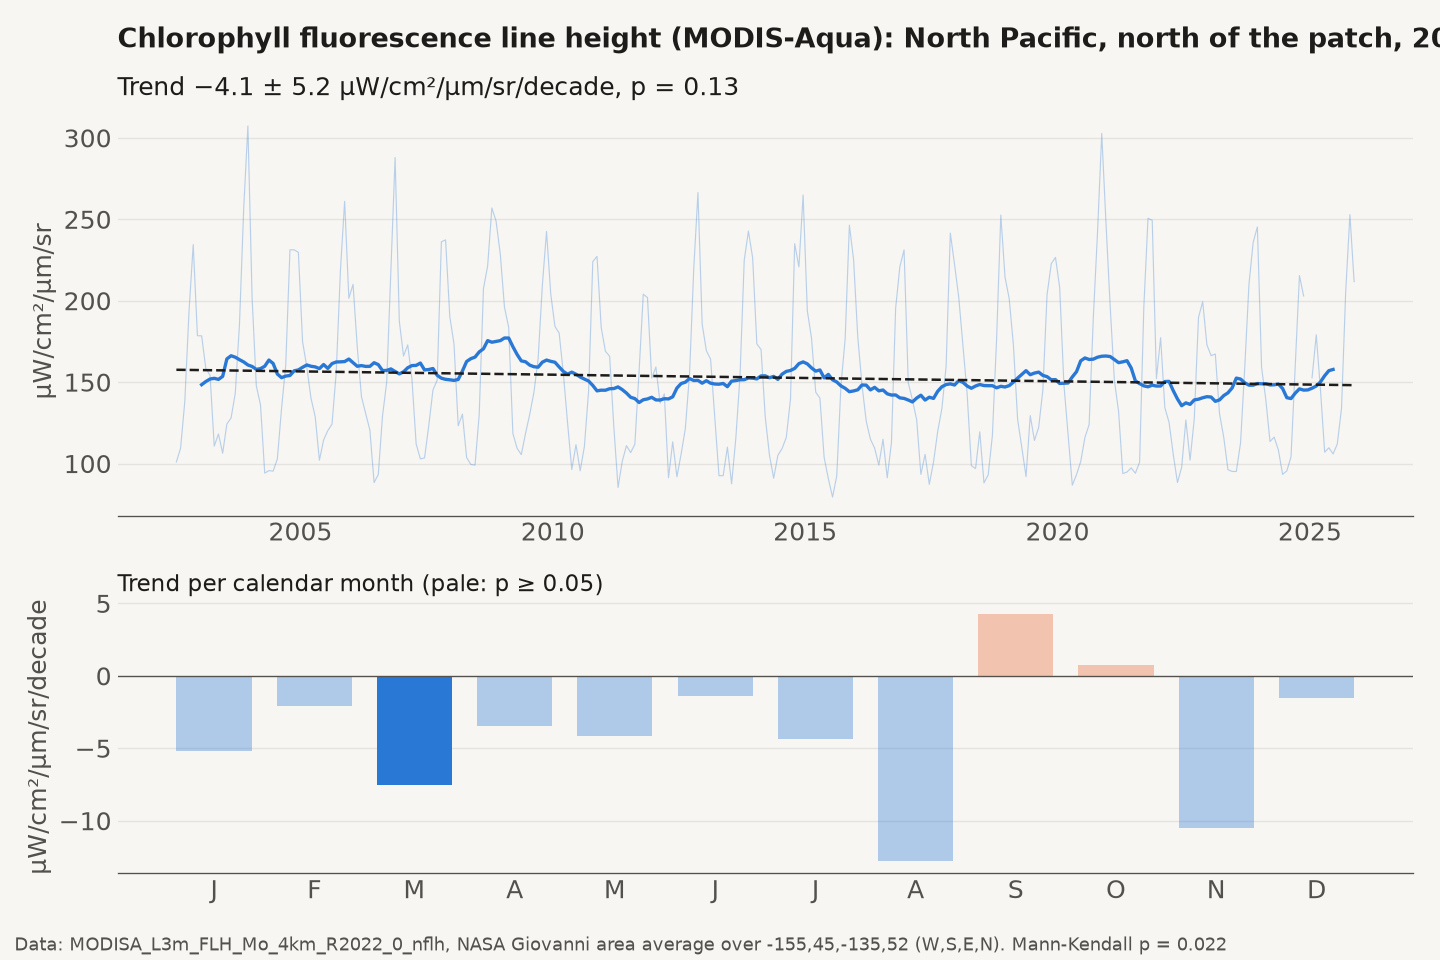 Chlorophyll fluorescence line height (MODIS-Aqua): North Pacific, north of the patch, 20
Trend −4.1 ± 5.2 µW/cm²/µm/sr/decade, p = 0.13
µW/cm²/µm/sr
300
250
200
150
100
2005 2010 2015 2020 2025
Trend per calendar month (pale: p ≥ 0.05)
µW/cm²/µm/sr/decade
5
0
−5
−10
J F M A M J J A S O N D
Data: MODISA_L3m_FLH_Mo_4km_R2022_0_nflh, NASA Giovanni area average over -155,45,-135,52 (W,S,E,N). Mann-Kendall p = 0.022